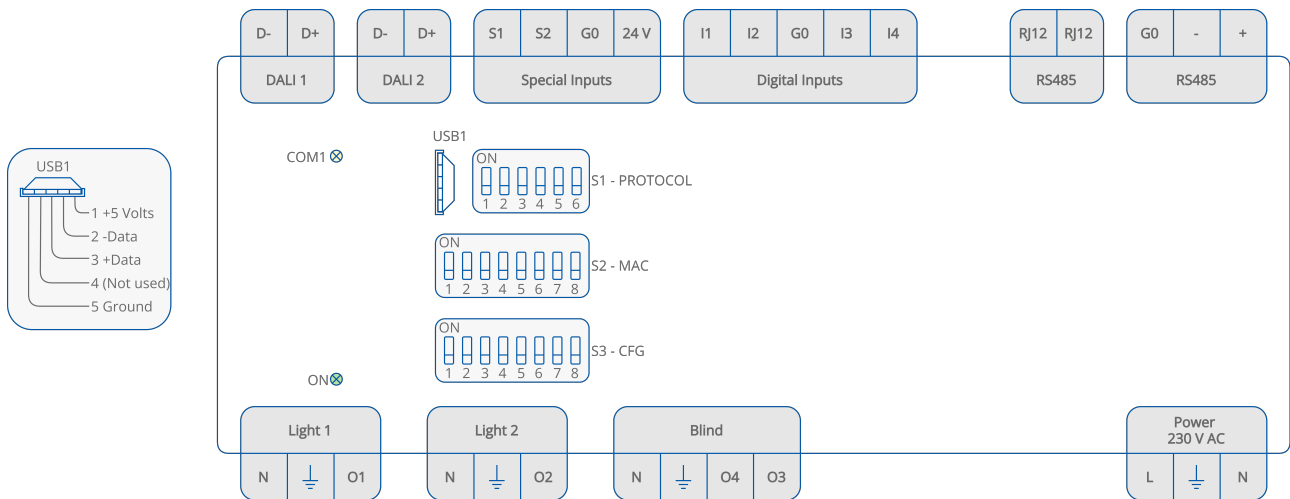 D- D+ D- D+ S1 S2 G0 24 V I1 I2 G0 I3 I4 RJ12 RJ12 G0 - +
DALI 1 DALI 2 Special Inputs Digital Inputs RS485 RS485
USB1
COM1
ON
S1 - PROTOCOL
1 2 3 4 5 6
ON
S2 - MAC
1 2 3 4 5 6 7 8
ON
S3 - CFG
1 2 3 4 5 6 7 8
ON
USB1
1 +5 Volts
2 -Data
3 +Data
4 (Not used)
5 Ground
Light 1 Light 2 Blind Power
230 V AC
N O1 N O2 N O4 O3 L N